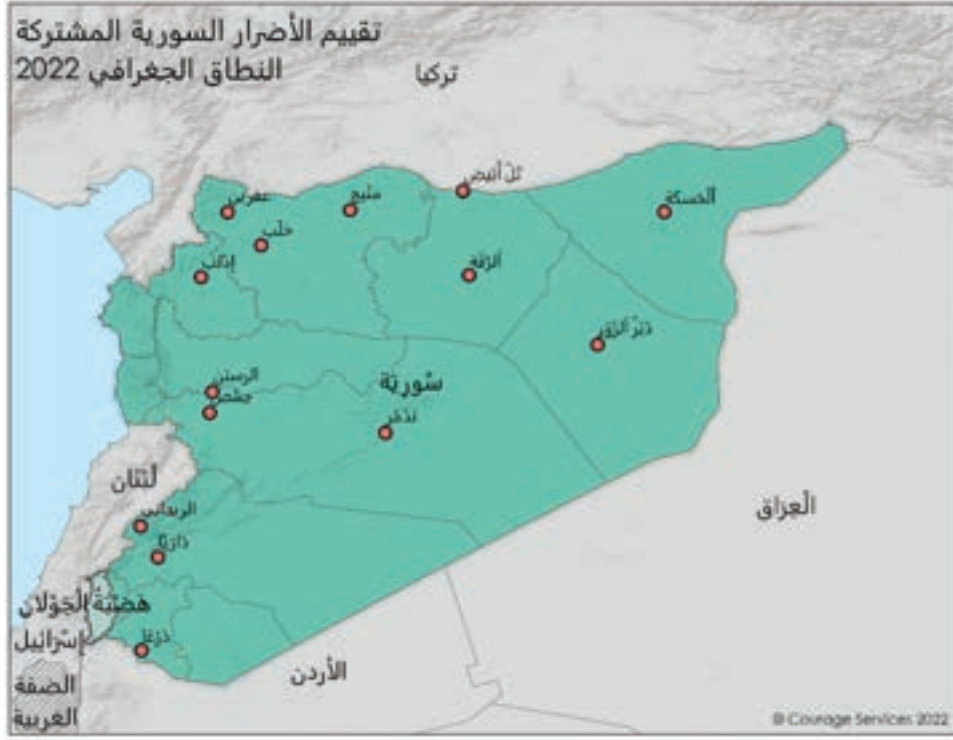 تقييم الأضرار السورية المشتركة
النطاق الجغرافي 2022
تركيا
تل أبيض
عفرين
منبج
الحسكة
حلب
إدلب
الرقة
دير الزور
الرستن
سورية
حمص
تدمر
لبنان
العراق
الزبداني
داريا
هضبة الجولان
إسرائيل
درعا
الأردن
الضفة
الغربية
© Courage Services 2022